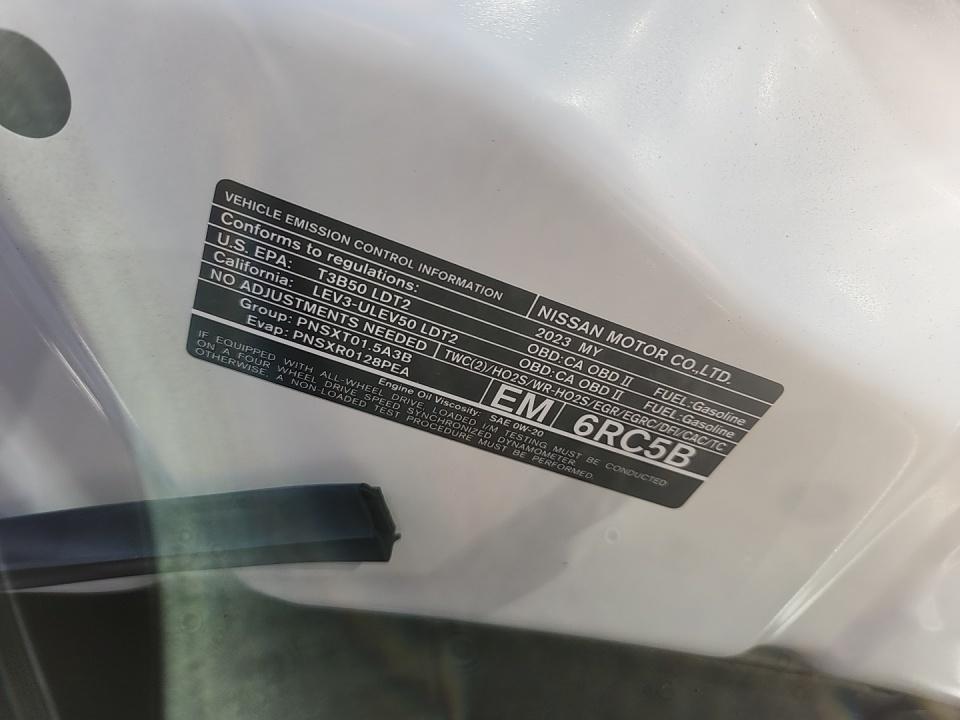 VEHICLE EMISSION CONTROL INFORMATION NISSAN MOTOR CO.,LTD.
Conforms to regulations: 2023 MY
U.S. EPA: T3B50 LDT2 OBD:CA OBD II FUEL:Gasoline
California: LEV3-ULEV50 LDT2 OBD:CA OBD II FUEL:Gasoline
NO ADJUSTMENTS NEEDED TWC(2)/HO2S/WR-HO2S/EGR/EGRC/DFI/CAC/TC
Group: PNSXT01.5A3B
Evap: PNSXR0128PEA EM 6RC5B
Engine Oil Viscosity: SAE 0W-20
IF EQUIPPED WITH ALL-WHEEL DRIVE, LOADED I/M TESTING MUST BE CONDUCTED
ON A FOUR WHEEL DRIVE SPEED SYNCHRONIZED DYNAMOMETER
OTHERWISE, A NON-LOADED TEST PROCEDURE MUST BE PERFORMED.